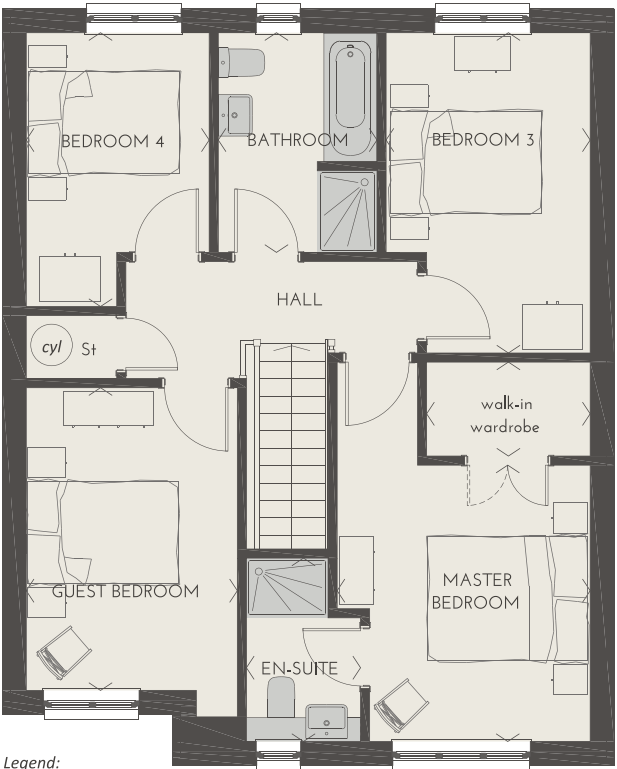 BEDROOM 4
BATHROOM
BEDROOM 3
HALL
cyl St
walk-in
wardrobe
GUEST BEDROOM
MASTER
BEDROOM
EN-SUITE
Legend: